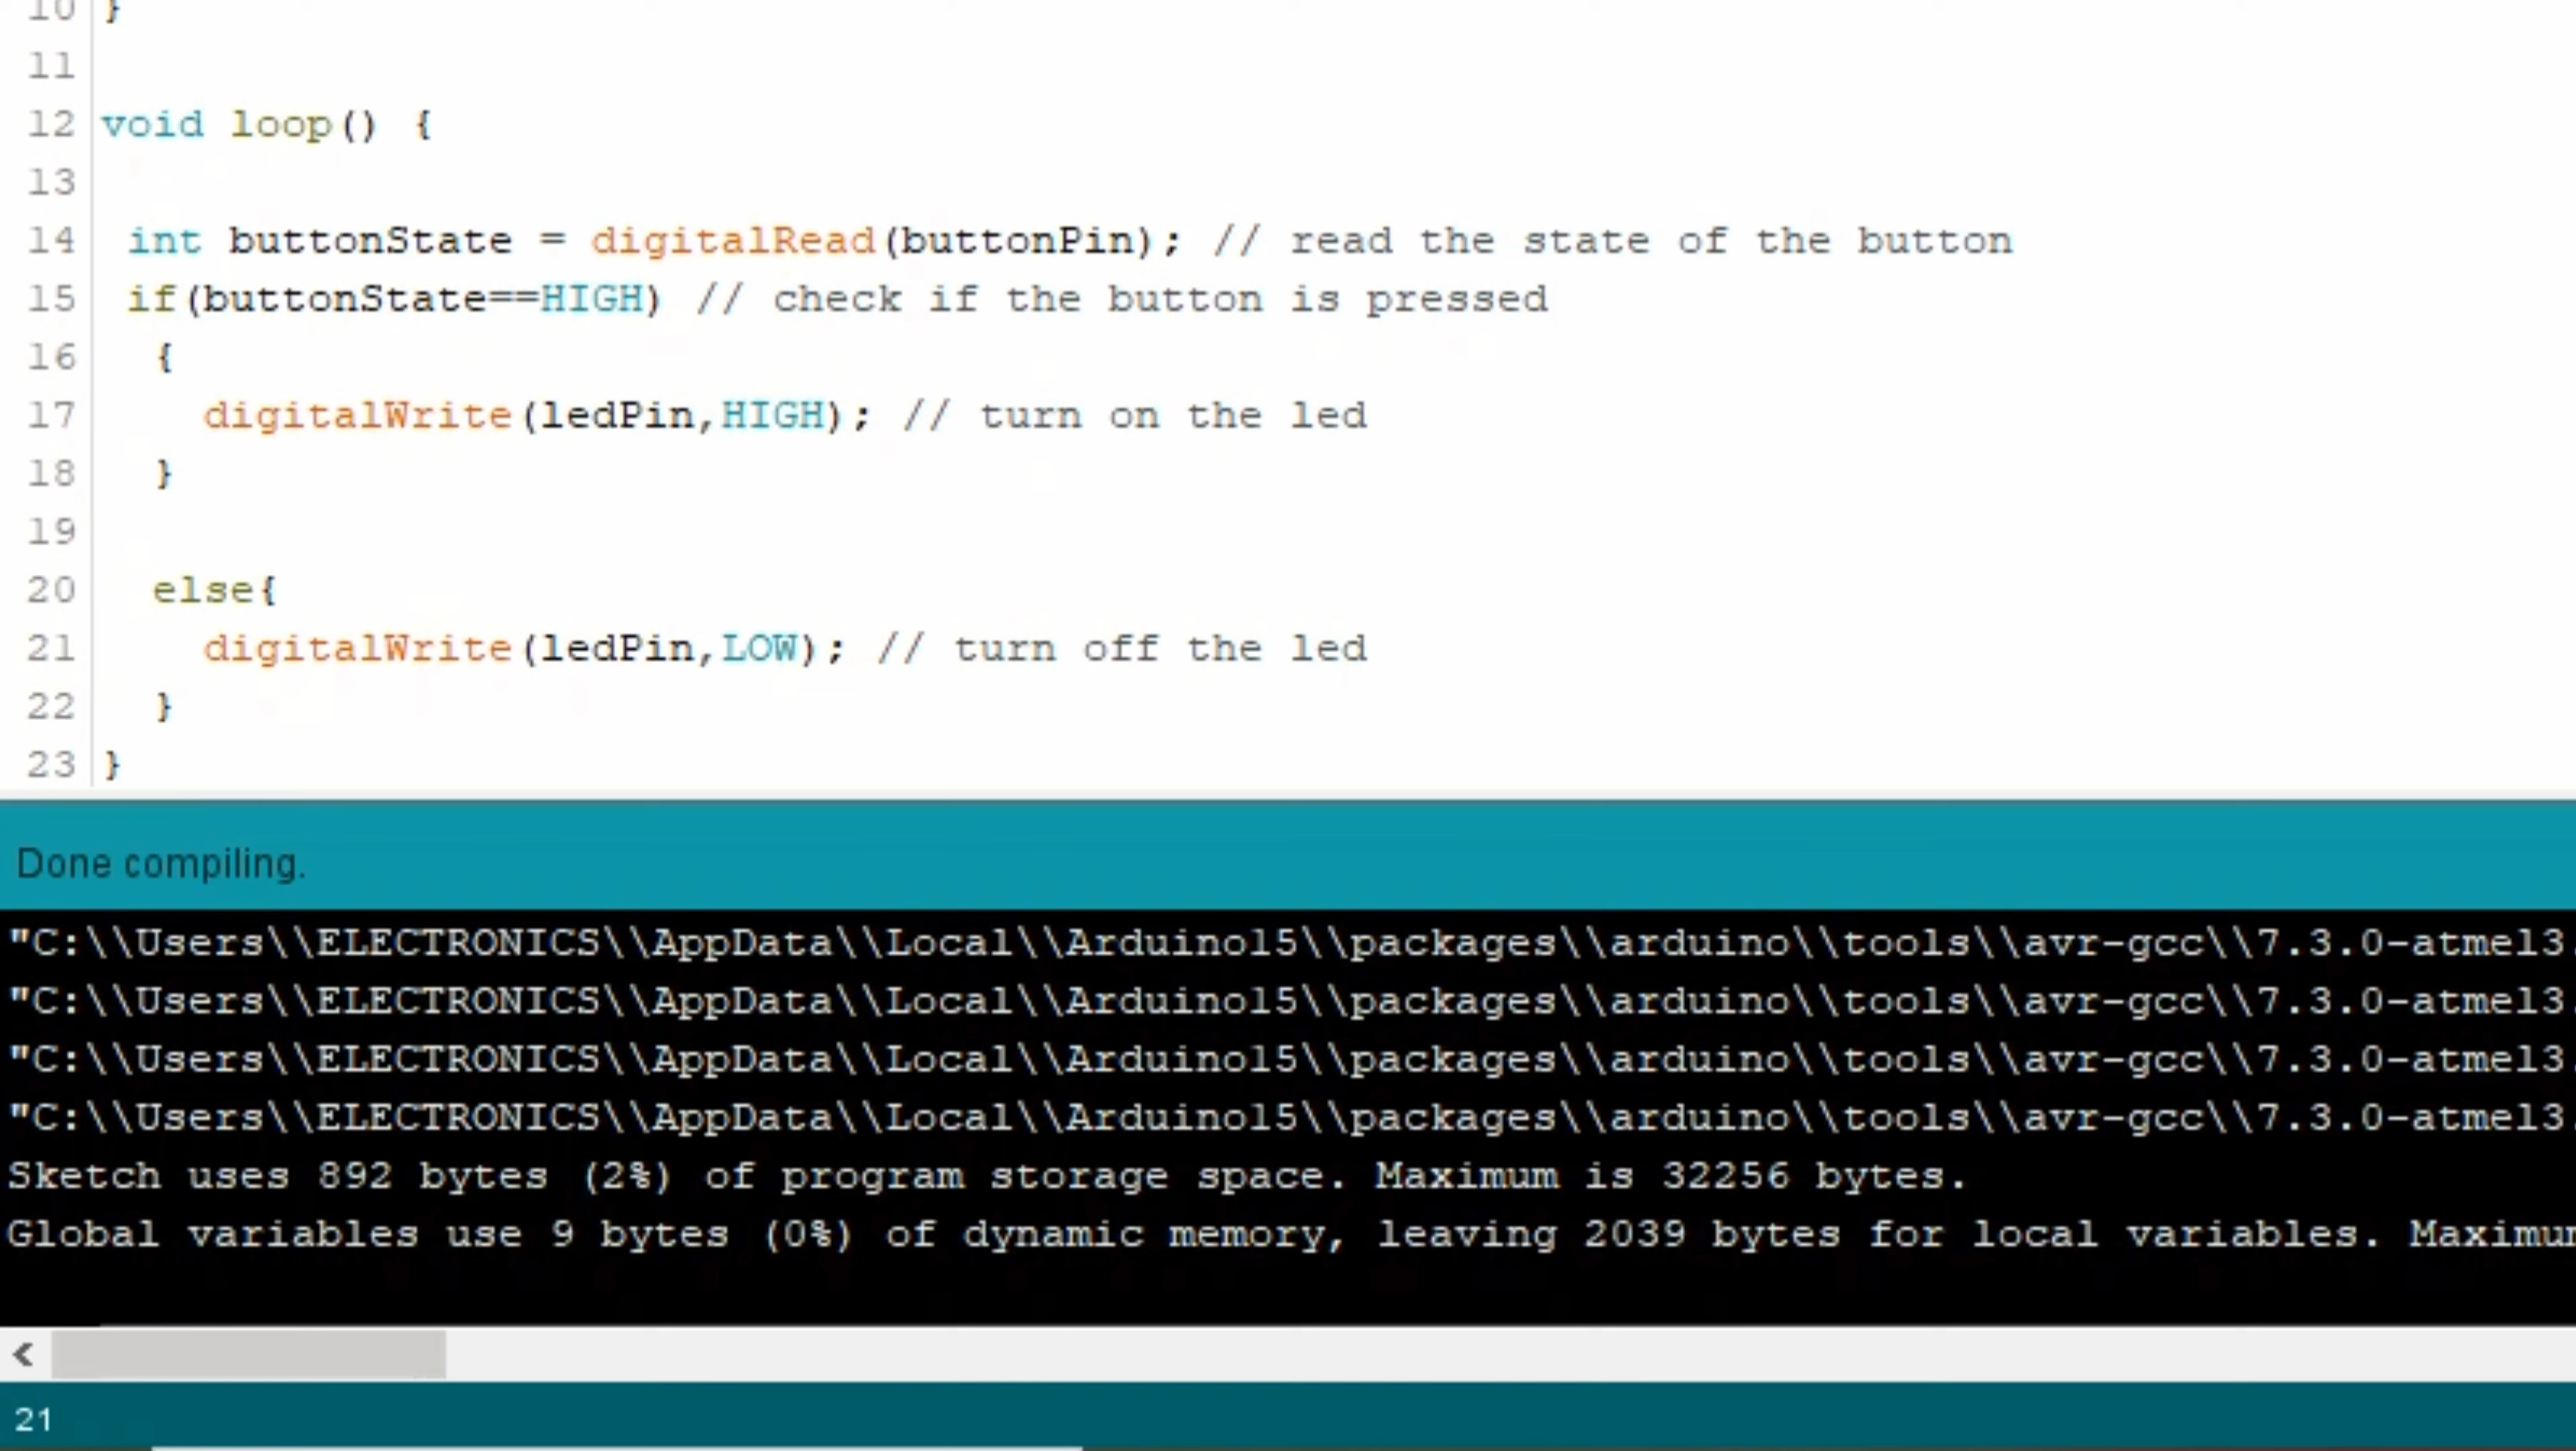 10 }
11
12 void loop() {
13
14 int buttonState = digitalRead(buttonPin); // read the state of the button
15 if(buttonState==HIGH) // check if the button is pressed
16 {
17 digitalWrite(ledPin,HIGH); // turn on the led
18 }
19
20 else{
21 digitalWrite(ledPin,LOW); // turn off the led
22 }
23 }
Done compiling.
"C:\\Users\\ELECTRONICS\\AppData\\Local\\Arduino15\\packages\\arduino\\tools\\avr-gcc\\7.3.0-atmel3.
"C:\\Users\\ELECTRONICS\\AppData\\Local\\Arduino15\\packages\\arduino\\tools\\avr-gcc\\7.3.0-atmel3.
"C:\\Users\\ELECTRONICS\\AppData\\Local\\Arduino15\\packages\\arduino\\tools\\avr-gcc\\7.3.0-atmel3.
"C:\\Users\\ELECTRONICS\\AppData\\Local\\Arduino15\\packages\\arduino\\tools\\avr-gcc\\7.3.0-atmel3.
Sketch uses 892 bytes (2%) of program storage space. Maximum is 32256 bytes.
Global variables use 9 bytes (0%) of dynamic memory, leaving 2039 bytes for local variables. Maximum
21